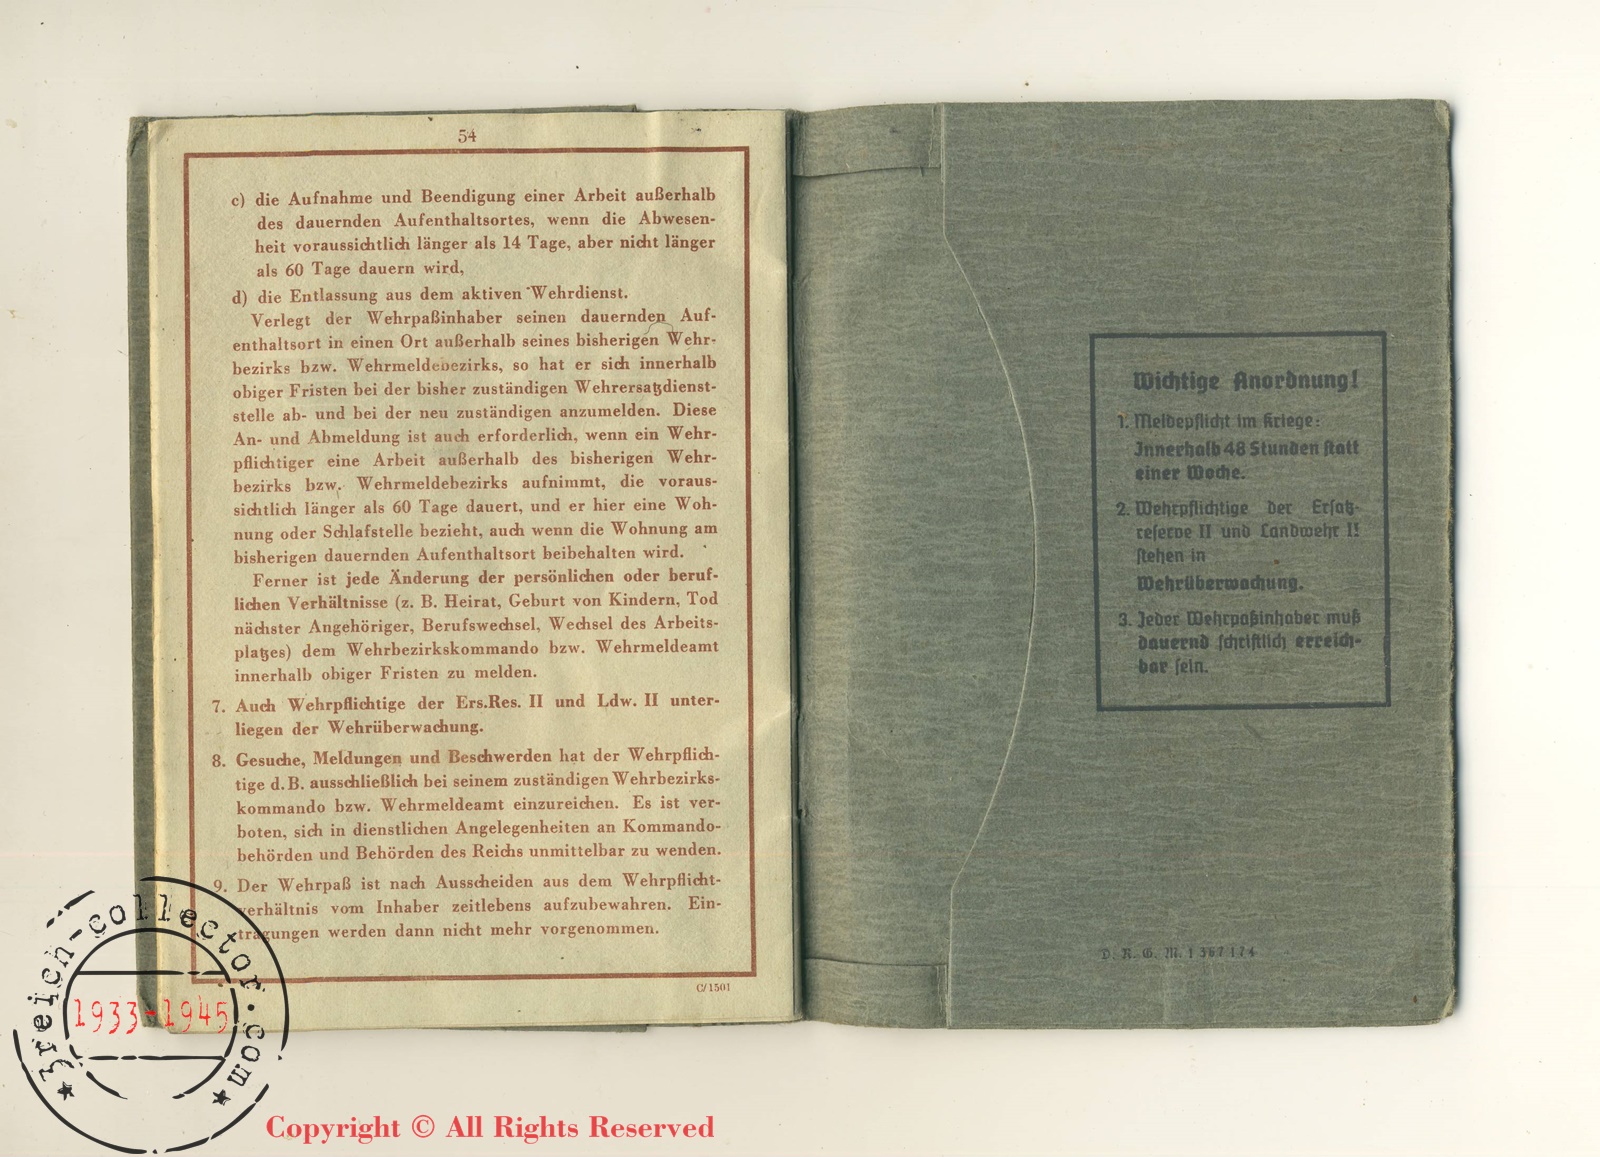 54
c) die Aufnahme und Beendigung einer Arbeit außerhalb
des dauernden Aufenthaltsortes, wenn die Abwesen-
heit voraussichtlich länger als 14 Tage, aber nicht länger
als 60 Tage dauern wird,
d) die Entlassung aus dem aktiven Wehrdienst.
Verlegt der Wehrpaßinhaber seinen dauernden Auf-
enthaltsort in einen Ort außerhalb seines bisherigen Wehr-
bezirks bzw. Wehrmeldebezirks, so hat er sich innerhalb
obiger Fristen bei der bisher zuständigen Wehrersatzdienst-
stelle ab- und bei der neu zuständigen anzumelden. Diese
An- und Abmeldung ist auch erforderlich, wenn ein Wehr-
pflichtiger eine Arbeit außerhalb des bisherigen Wehr-
bezirks bzw. Wehrmeldebezirks aufnimmt, die voraus-
sichtlich länger als 60 Tage dauert, und er hier eine Woh-
nung oder Schlafstelle bezieht, auch wenn die Wohnung am
bisherigen dauernden Aufenthaltsort beibehalten wird.
Ferner ist jede Änderung der persönlichen oder beruf-
lichen Verhältnisse (z. B. Heirat, Geburt von Kindern, Tod
nächster Angehöriger, Berufswechsel, Wechsel des Arbeits-
platzes) dem Wehrbezirkskommando bzw. Wehrmeldeamt
innerhalb obiger Fristen zu melden.
7. Auch Wehrpflichtige der Ers.Res. II und Ldw. II unter-
liegen der Wehrüberwachung.
8. Gesuche, Meldungen und Beschwerden hat der Wehrpflich-
tige d.B. ausschließlich bei seinem zuständigen Wehrbezirks-
kommando bzw. Wehrmeldeamt einzureichen. Es ist ver-
boten, sich in dienstlichen Angelegenheiten an Kommando-
behörden und Behörden des Reichs unmittelbar zu wenden.
9. Der Wehrpaß ist nach Ausscheiden aus dem Wehrpflicht-
verhältnis vom Inhaber zeitlebens aufzubewahren. Ein-
tragungen werden dann nicht mehr vorgenommen.
C/1501
Wichtige Anordnung!
1. Meldepflicht im Kriege:
Innerhalb 48 Stunden statt
einer Woche.
2. Wehrpflichtige der Ersatz-
reserve II und Landwehr II
stehen in
Wehrüberwachung.
3. Jeder Wehrpaßinhaber muß
dauernd schriftlich erreich-
bar sein.
D. R. G. M. 1 367 174
3reich-collector.com
1933-1945
Copyright © All Rights Reserved